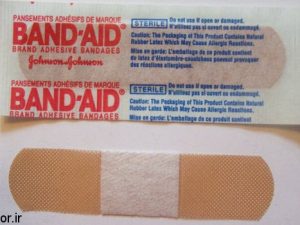 PANSEMENTS ADHÉSIFS DE MARQUE
BAND-AID®
BRAND ADHESIVE BANDAGES
Johnson & Johnson
STERILE Do not use if open or damaged.
N'utilisez pas si ouvert ou endommagé.
Caution: The Packaging of This Product Contains Natural
Rubber Latex Which May Cause Allergic Reactions.
Mise en garde: L'emballage de ce produit contient
de latex d'élastomère-caoutchouc pouvant provoquer
des réactions allergiques.
PANSEMENTS ADHÉSIFS DE MARQUE
BAND-AID®
BRAND ADHESIVE BANDAGES
STERILE Do not use if open or damaged.
N'utilisez pas si ouvert ou endommagé.
Caution: The Packaging of This Product Contains Natural
Rubber Latex Which May Cause Allergic Reactions.
Mise en garde: L'emballage de ce produit contient
or.ir